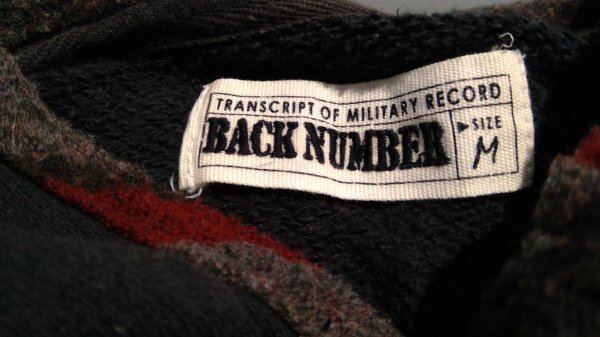 TRANSCRIPT OF MILITARY RECORD
BACK NUMBER
SIZE
M